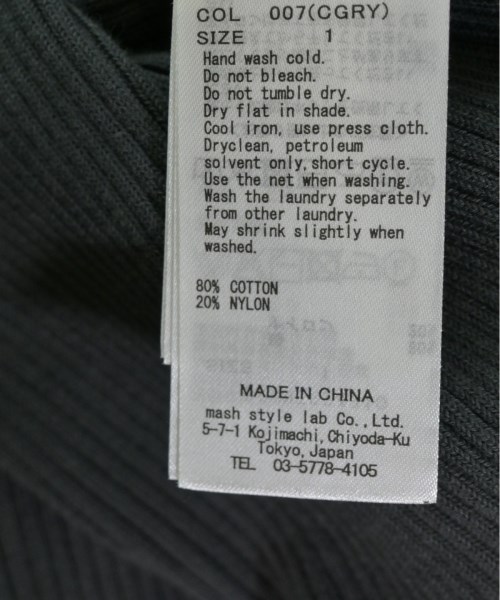 COL 007(CGRY)
SIZE 1
Hand wash cold.
Do not bleach.
Do not tumble dry.
Dry flat in shade.
Cool iron, use press cloth.
Dryclean, petroleum
solvent only, short cycle.
Use the net when washing.
Wash the laundry separately
from other laundry.
May shrink slightly when
washed.
80% COTTON
20% NYLON
MADE IN CHINA
mash style lab Co.,Ltd.
5-7-1 Kojimachi,Chiyoda-Ku
Tokyo,Japan
TEL 03-5778-4105